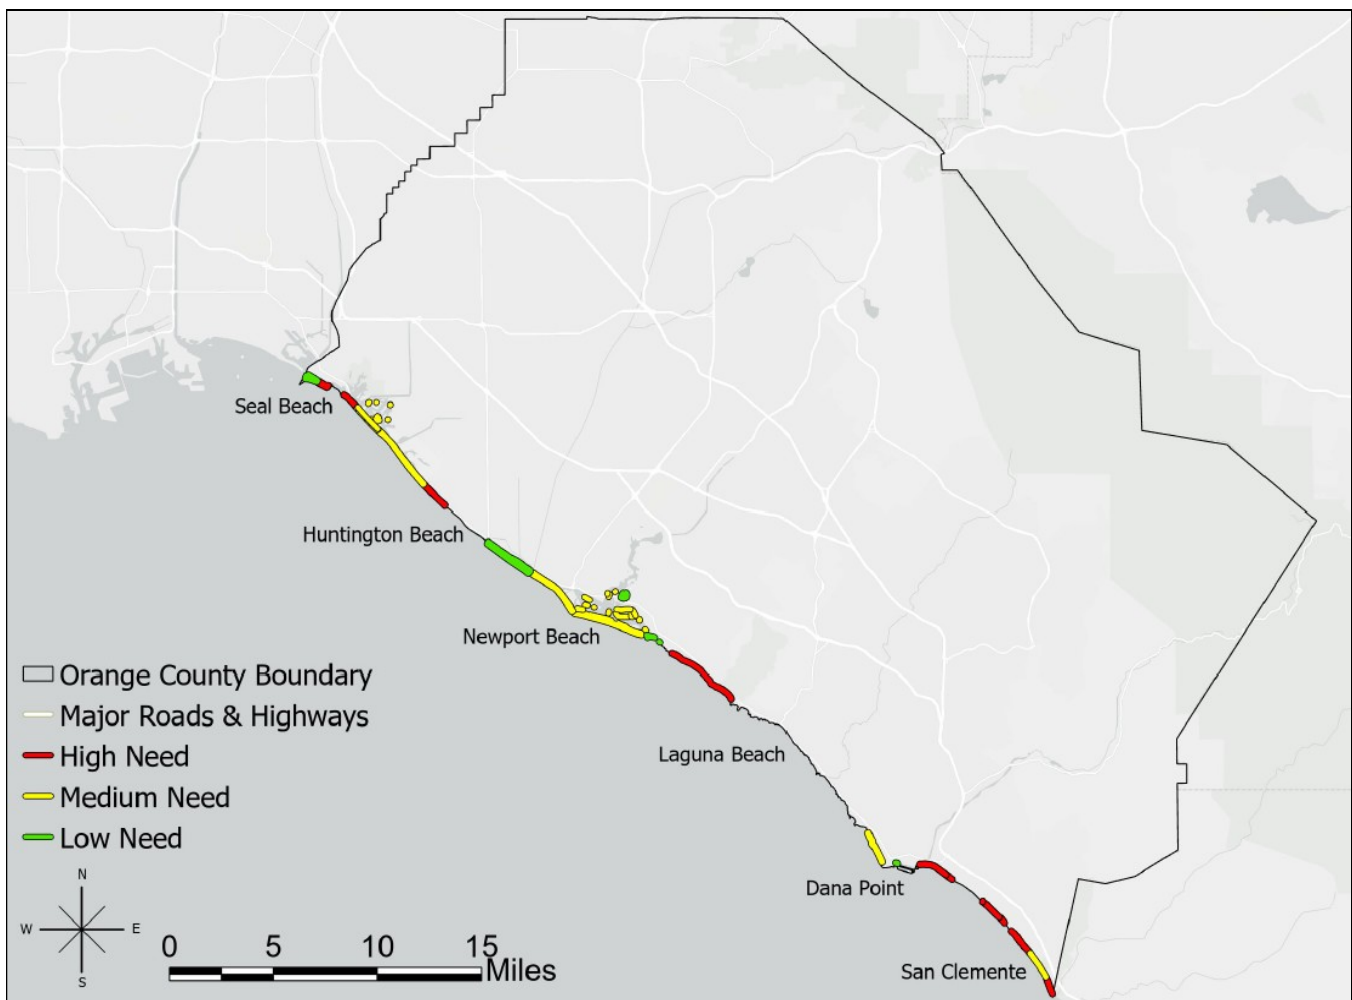 Seal Beach
Huntington Beach
Newport Beach
Laguna Beach
Dana Point
San Clemente
Orange County Boundary
Major Roads & Highways
High Need
Medium Need
Low Need
N
W E
S
0 5 10 15
Miles